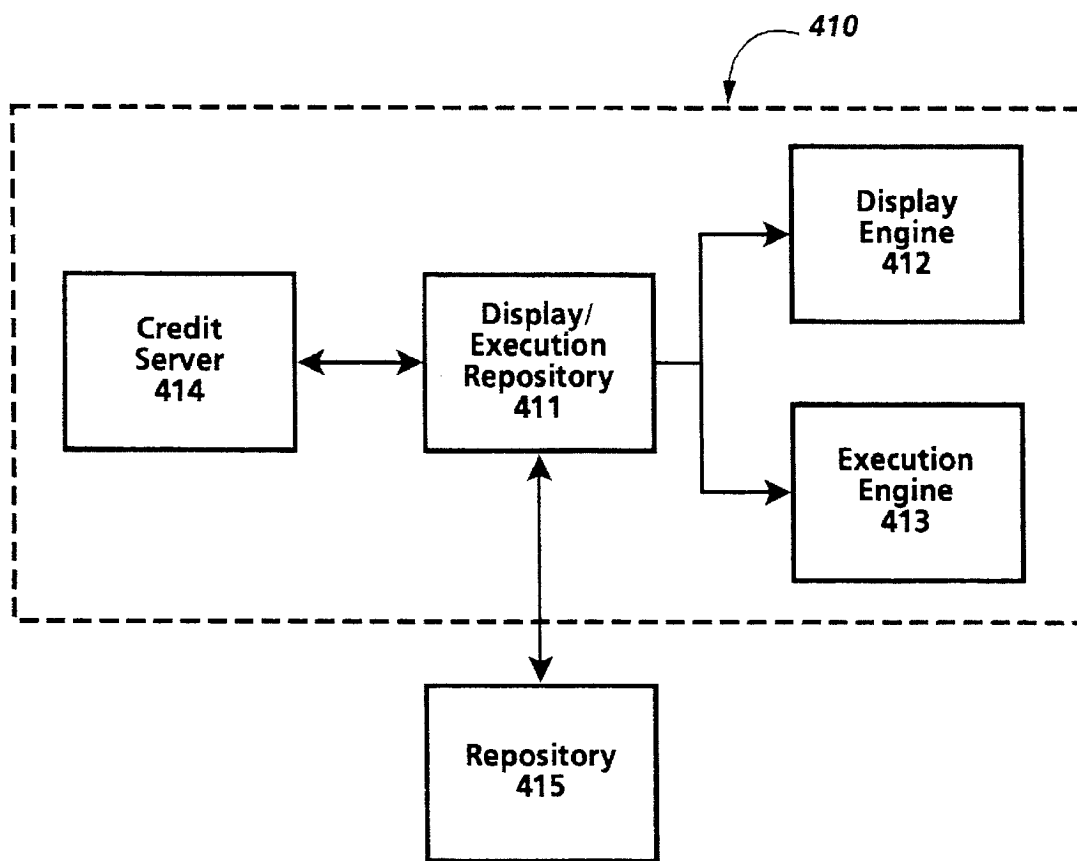 410
Display
Engine
412
Credit
Server
414
Display/
Execution
Repository
411
Execution
Engine
413
Repository
415